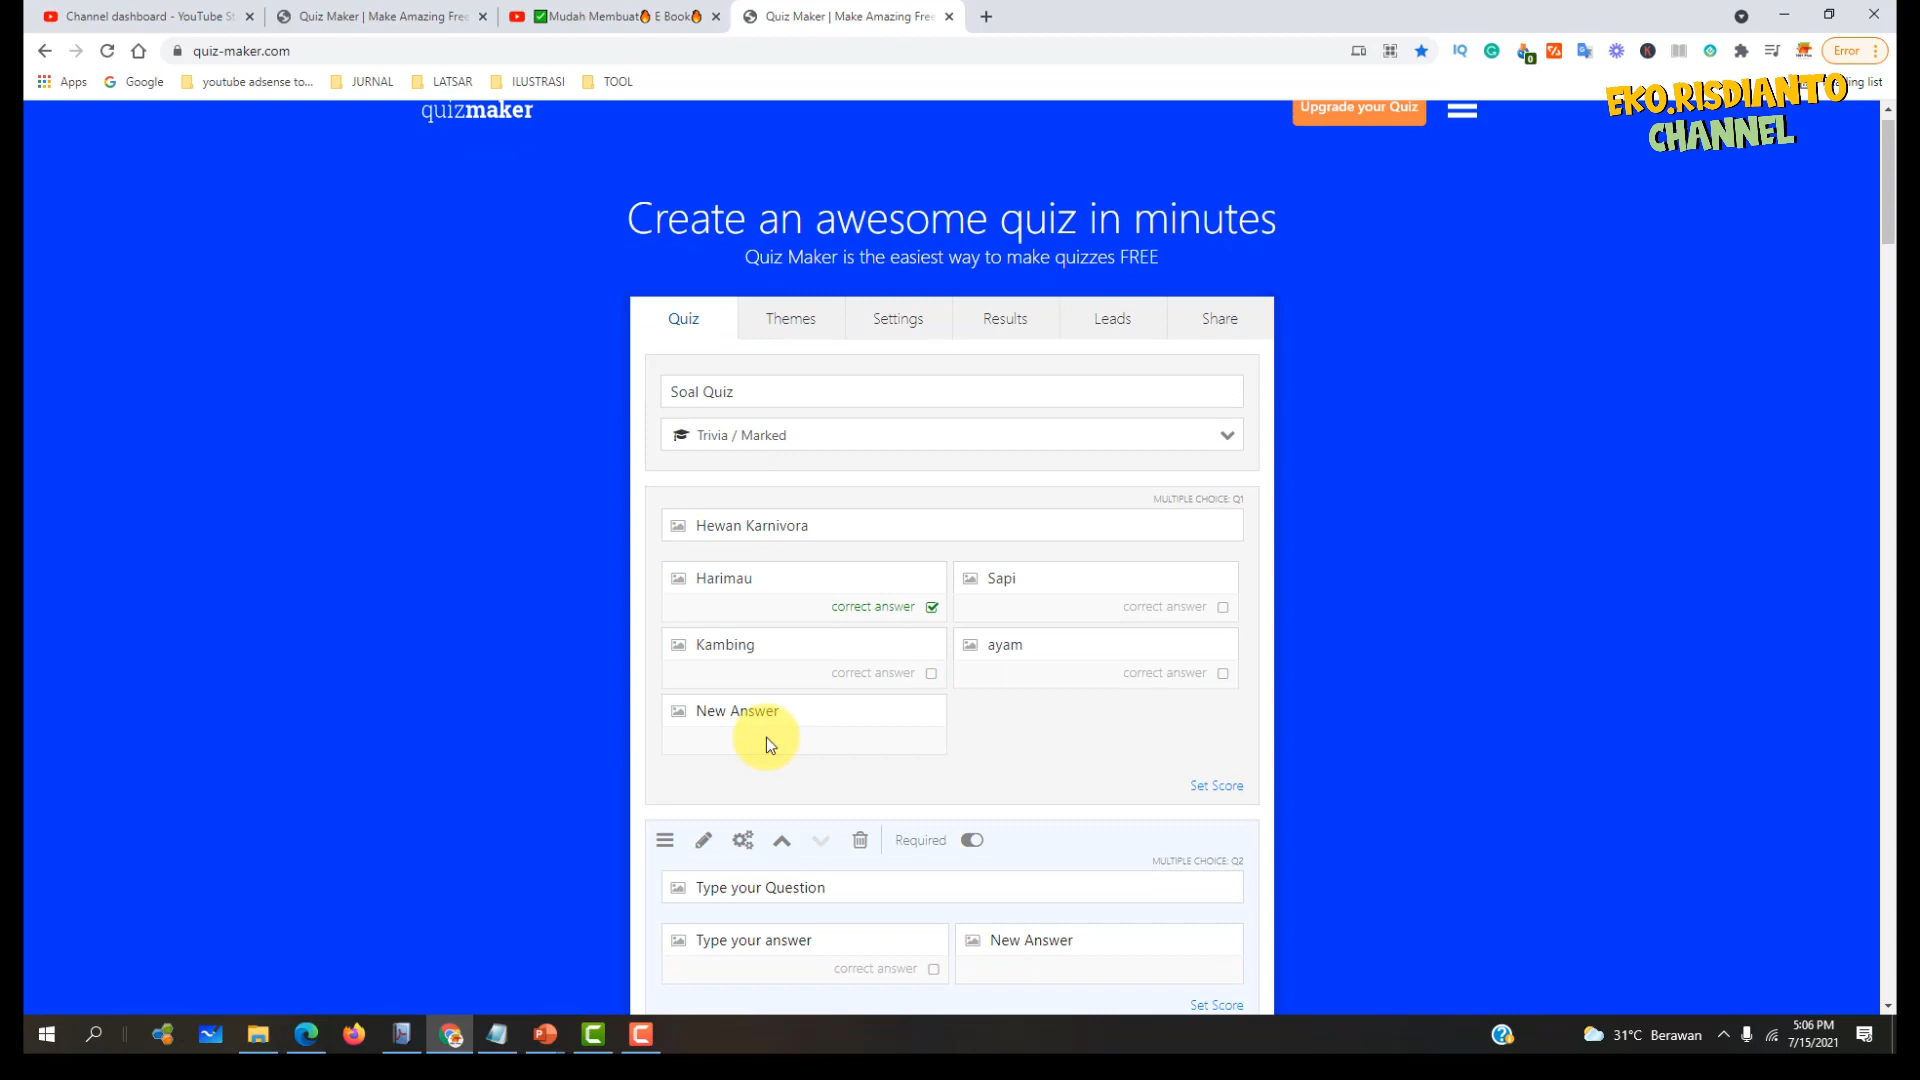 Channel dashboard - YouTube St
Quiz Maker | Make Amazing Free
✅Mudah Membuat🔥 E Book🔥
Quiz Maker | Make Amazing Free
quiz-maker.com
IQ
0
K
Error
Apps
Google
youtube adsense to...
JURNAL
LATSAR
ILUSTRASI
TOOL
EKO.RISDIANTO
CHANNEL
quizmaker
Upgrade your Quiz
Create an awesome quiz in minutes
Quiz Maker is the easiest way to make quizzes FREE
Quiz
Themes
Settings
Results
Leads
Share
Soal Quiz
Trivia / Marked
MULTIPLE CHOICE: Q1
Hewan Karnivora
Harimau
Sapi
correct answer
correct answer
Kambing
ayam
correct answer
correct answer
New Answer
Set Score
Required
MULTIPLE CHOICE: Q2
Type your Question
Type your answer
New Answer
correct answer
Set Score
31°C Berawan
5:06 PM
7/15/2021